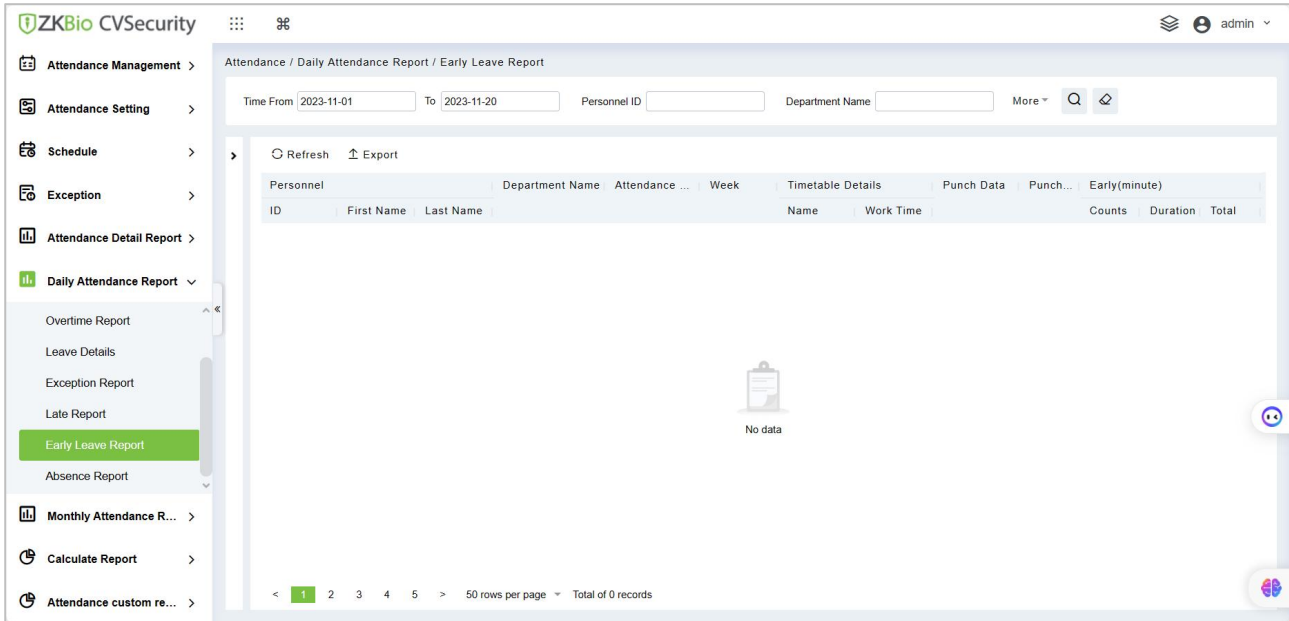 ZKBio CVSecurity
admin
Attendance Management
Attendance Setting
Schedule
Exception
Attendance Detail Report
Daily Attendance Report
Overtime Report
Leave Details
Exception Report
Late Report
Early Leave Report
Absence Report
Monthly Attendance R...
Calculate Report
Attendance custom re...
Attendance / Daily Attendance Report / Early Leave Report
Time From 2023-11-01 To 2023-11-20 Personnel ID Department Name More
Refresh Export
Personnel Department Name Attendance ... Week Timetable Details Punch Data Punch... Early(minute)
ID First Name Last Name Name Work Time Counts Duration Total
No data
< 1 2 3 4 5 > 50 rows per page Total of 0 records